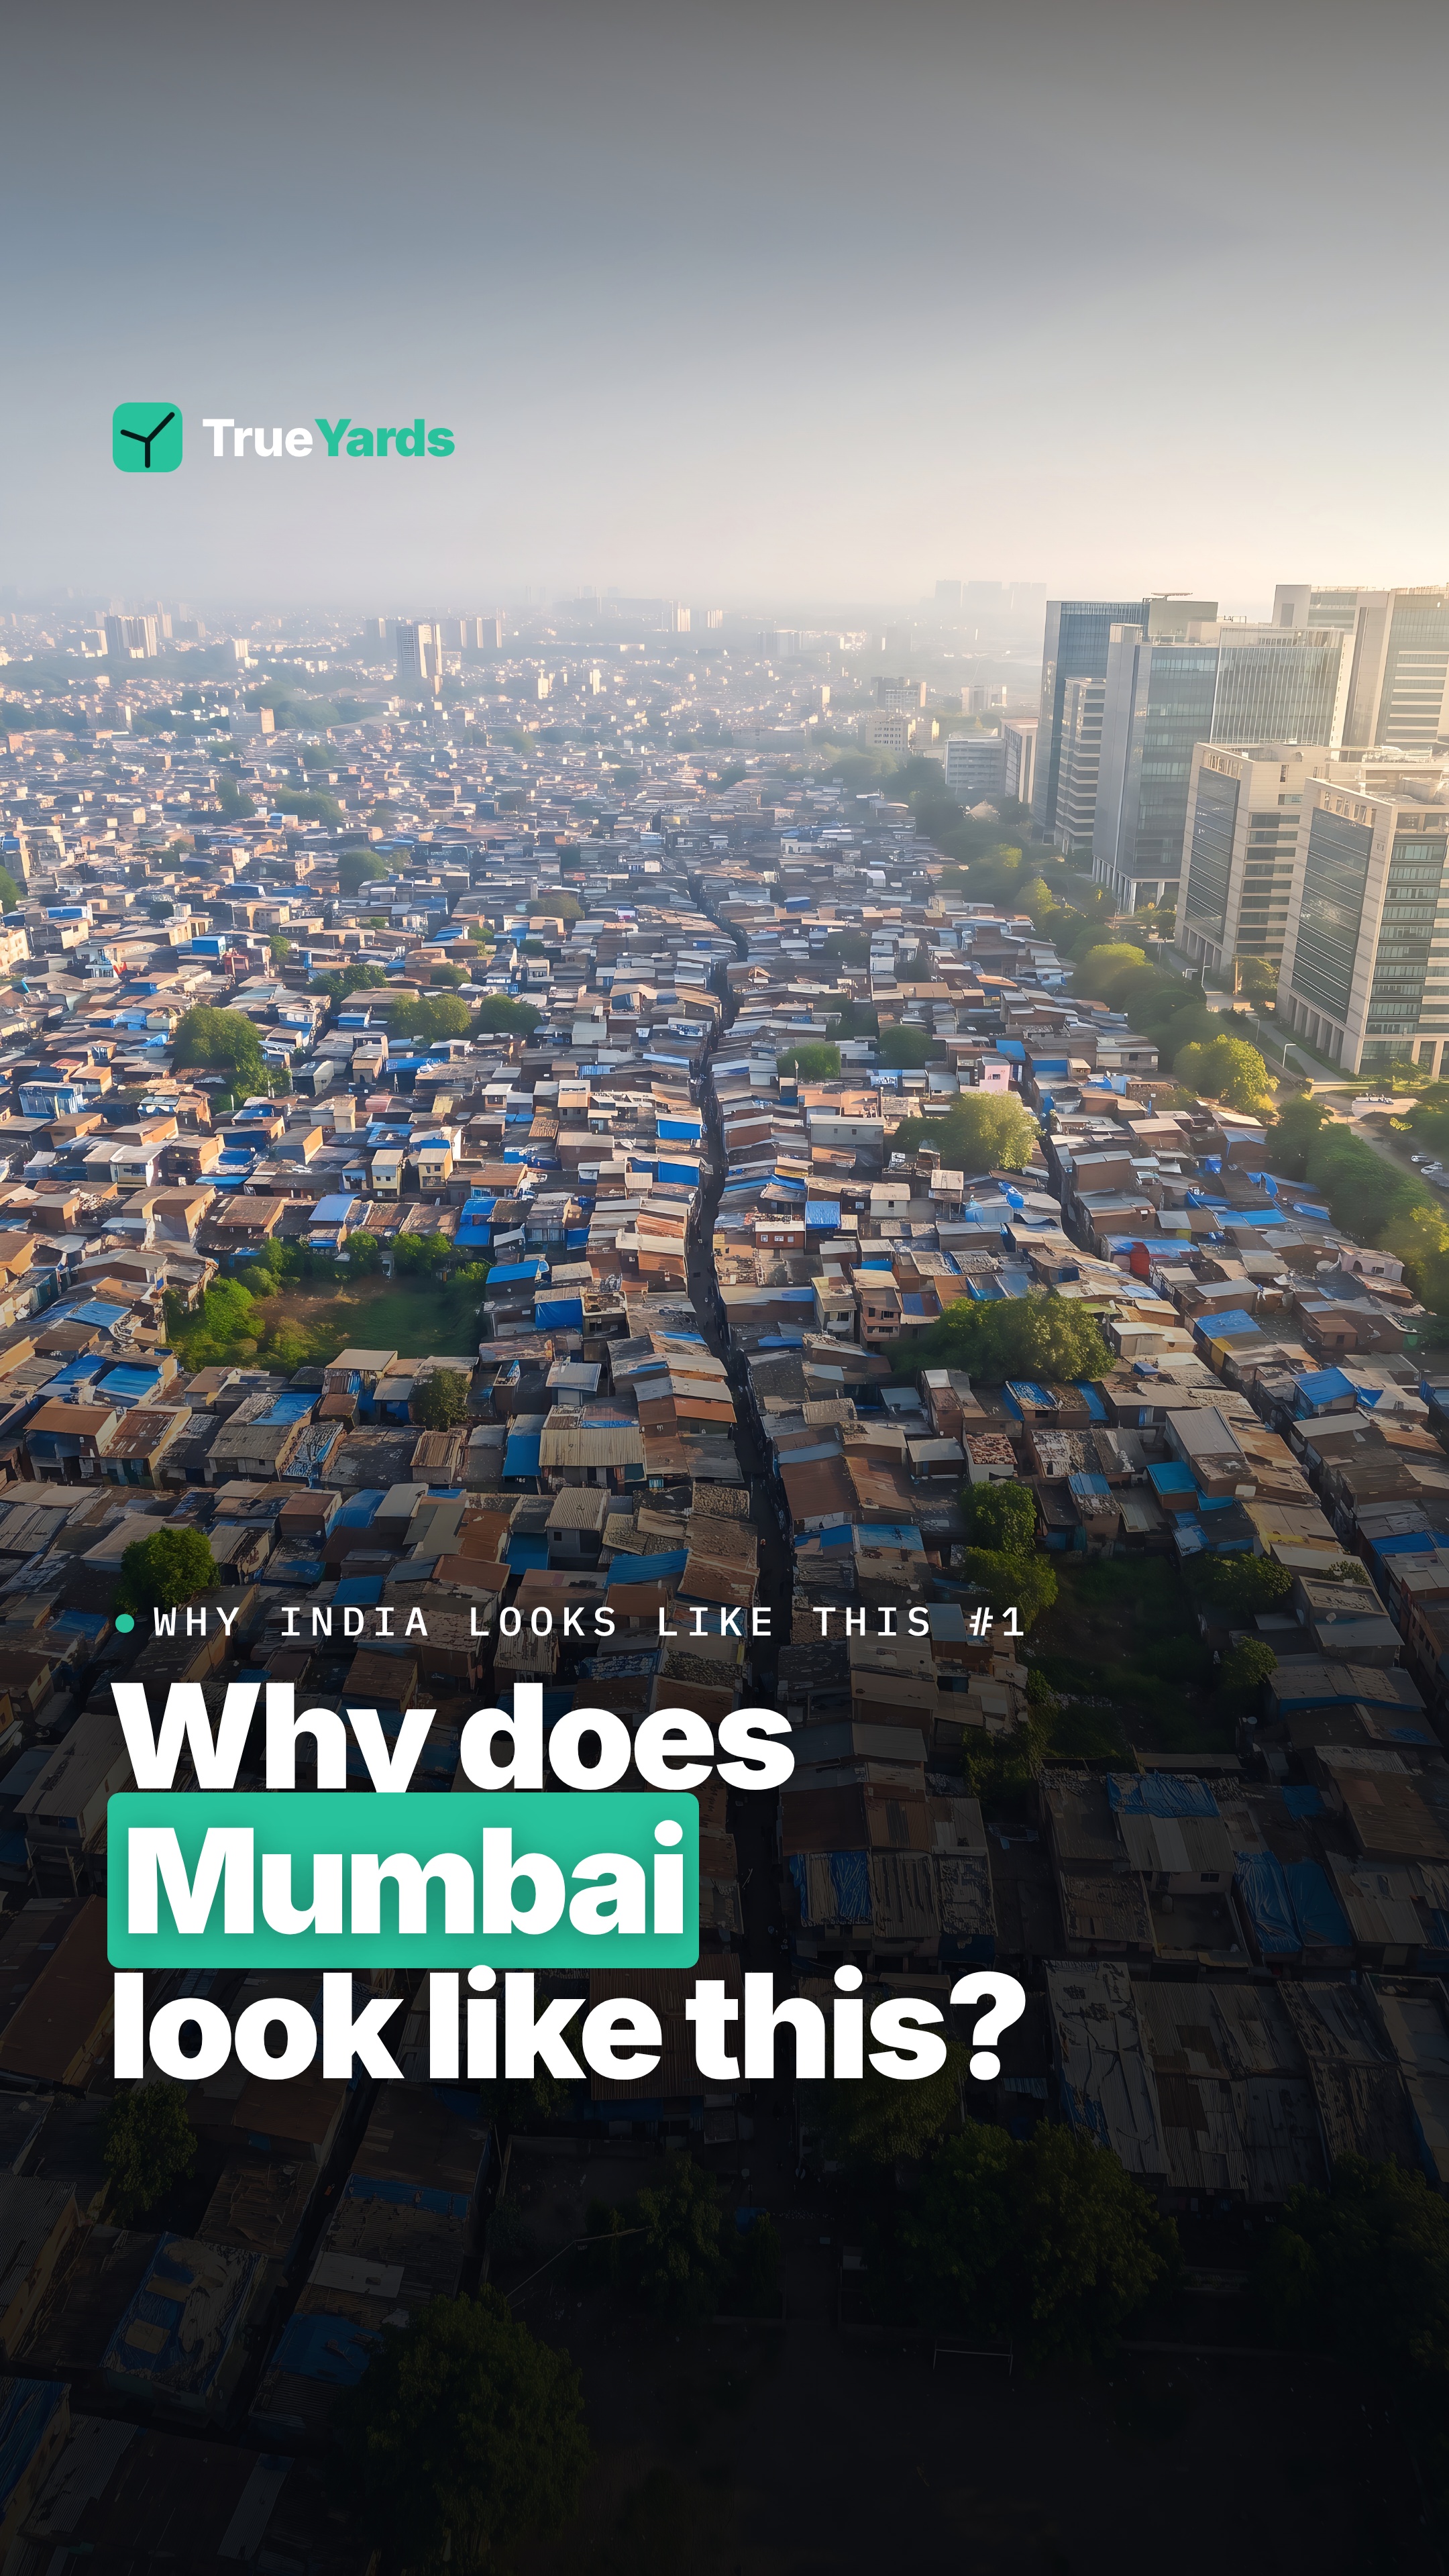 TrueYards
WHY INDIA LOOKS LIKE THIS #1
Why does
Mumbai
look like this?